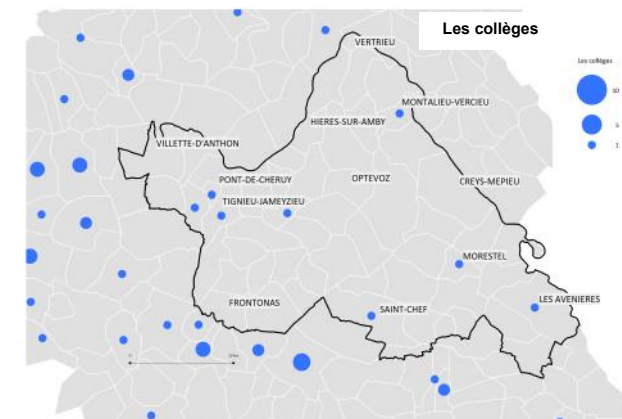 Les collèges
VERTRIEU
Les collèges
10
5
1
MONTALIEU-VERCIEU
HIERES-SUR-AMBY
VILLETTE-D'ANTHON
PONT-DE-CHERUY
OPTEVOZ
CREYS-MEPIEU
TIGNIEU-JAMEYZIEU
MORESTEL
FRONTONAS
SAINT-CHEF
LES AVENIERES